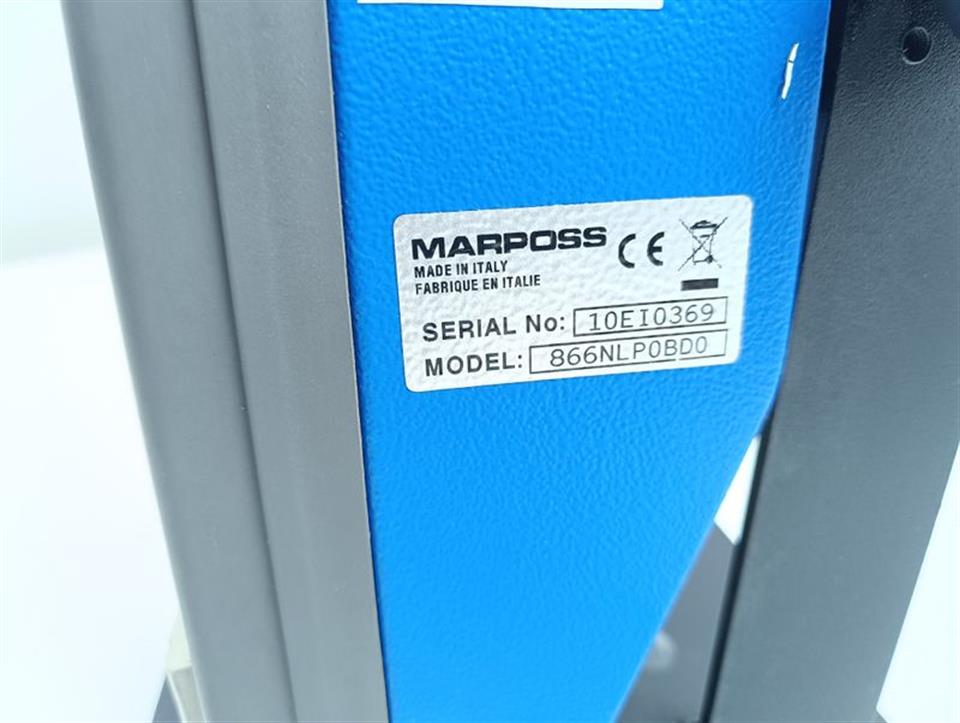 MARPOSS CE
MADE IN ITALY
FABRIQUE EN ITALIE
SERIAL No: 10EI0369
MODEL: 866NLP0BD0